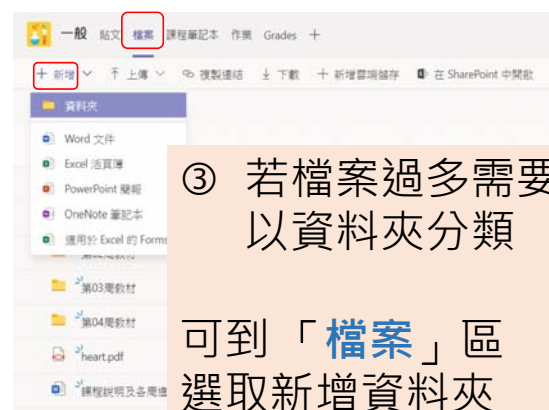 一般 貼文 檔案 課程筆記本 作業 Grades +
+ 新增 上傳 複製連結 下載 + 新增雲端儲存 在 SharePoint 中開啟
資料夾
Word 文件
Excel 活頁簿
PowerPoint 簡報
OneNote 筆記本
適用於 Excel 的 Forms
第03周教材
第04周教材
heart.pdf
課程說明及各周進
③ 若檔案過多需要
以資料夾分類
可到「檔案」區
選取新增資料夾